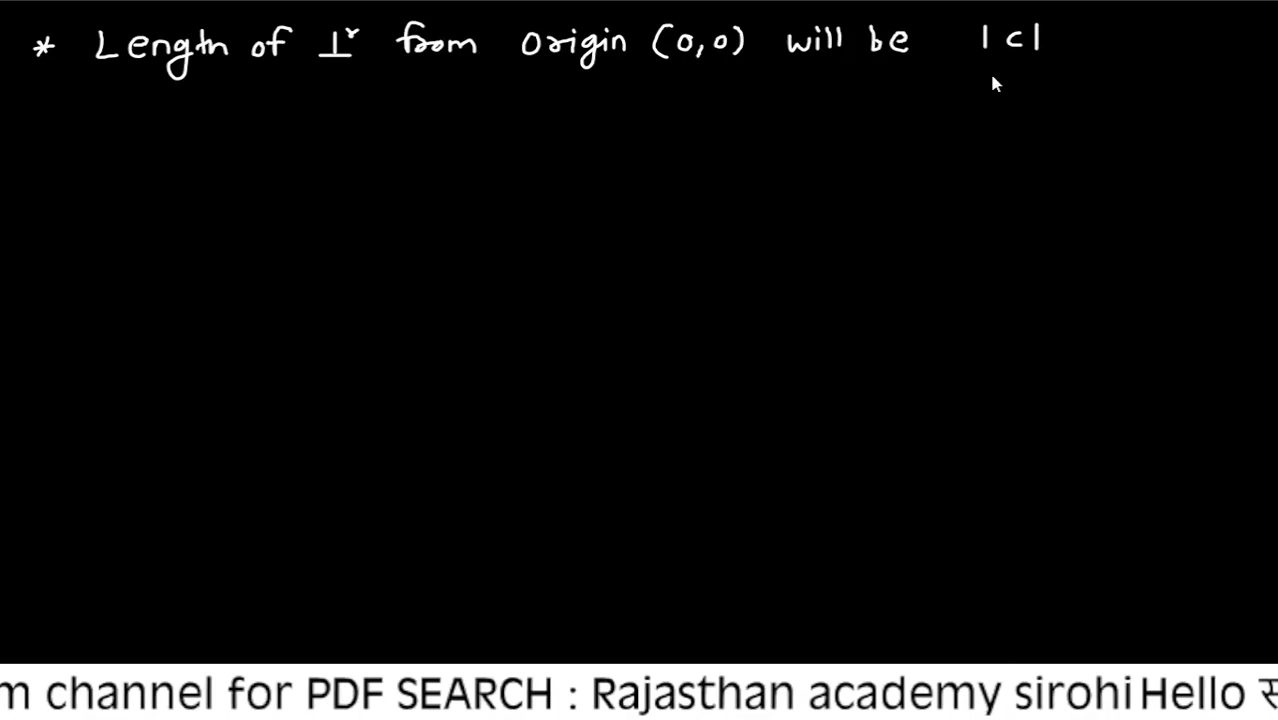 * Length of ⊥ʳ from origin (0,0) will be |c|
m channel for PDF SEARCH : Rajasthan academy sirohi Hello